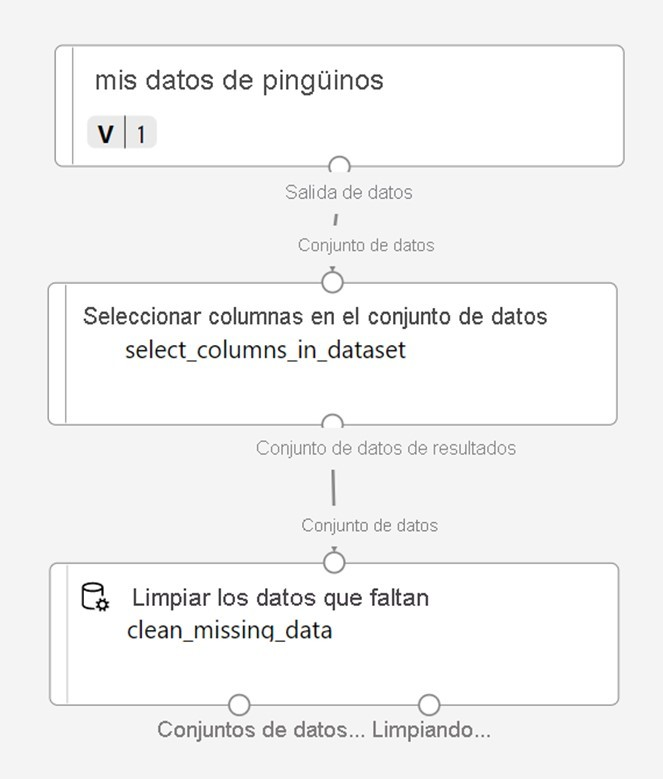 mis datos de pingüinos
V 1
Salida de datos
Conjunto de datos
Seleccionar columnas en el conjunto de datos
select_columns_in_dataset
Conjunto de datos de resultados
Conjunto de datos
Limpiar los datos que faltan
clean_missing_data
Conjuntos de datos... Limpiando...